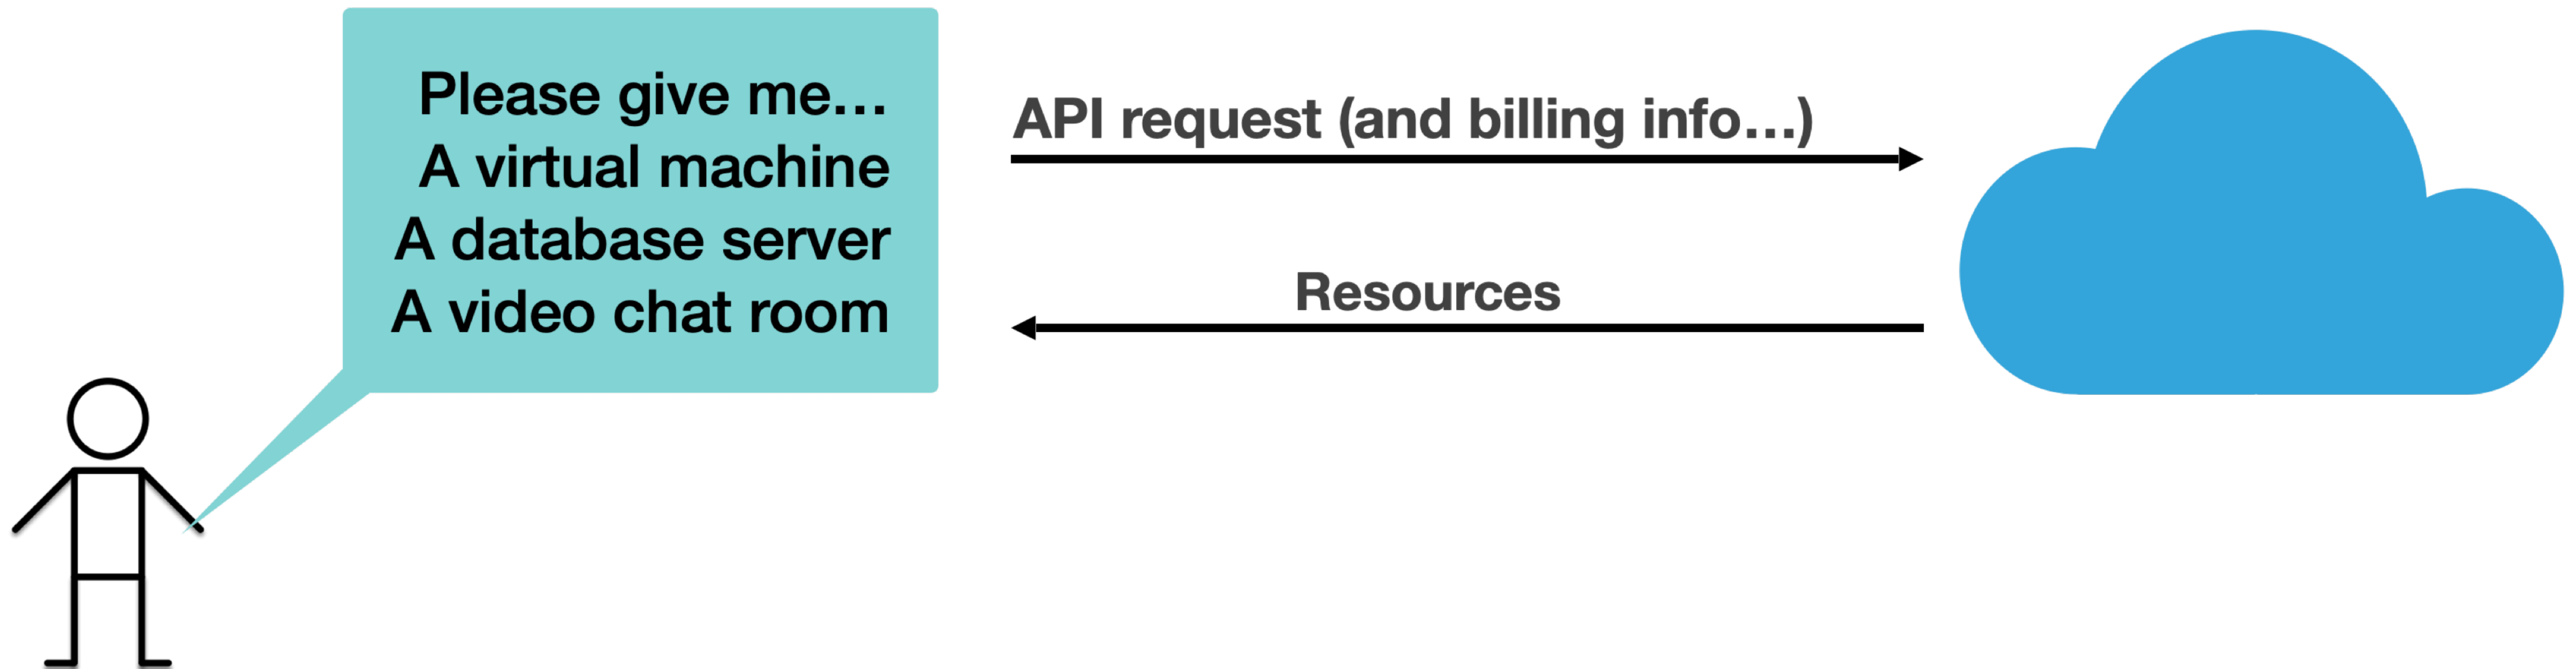 Please give me…
A virtual machine
A database server
A video chat room
API request (and billing info…)
Resources